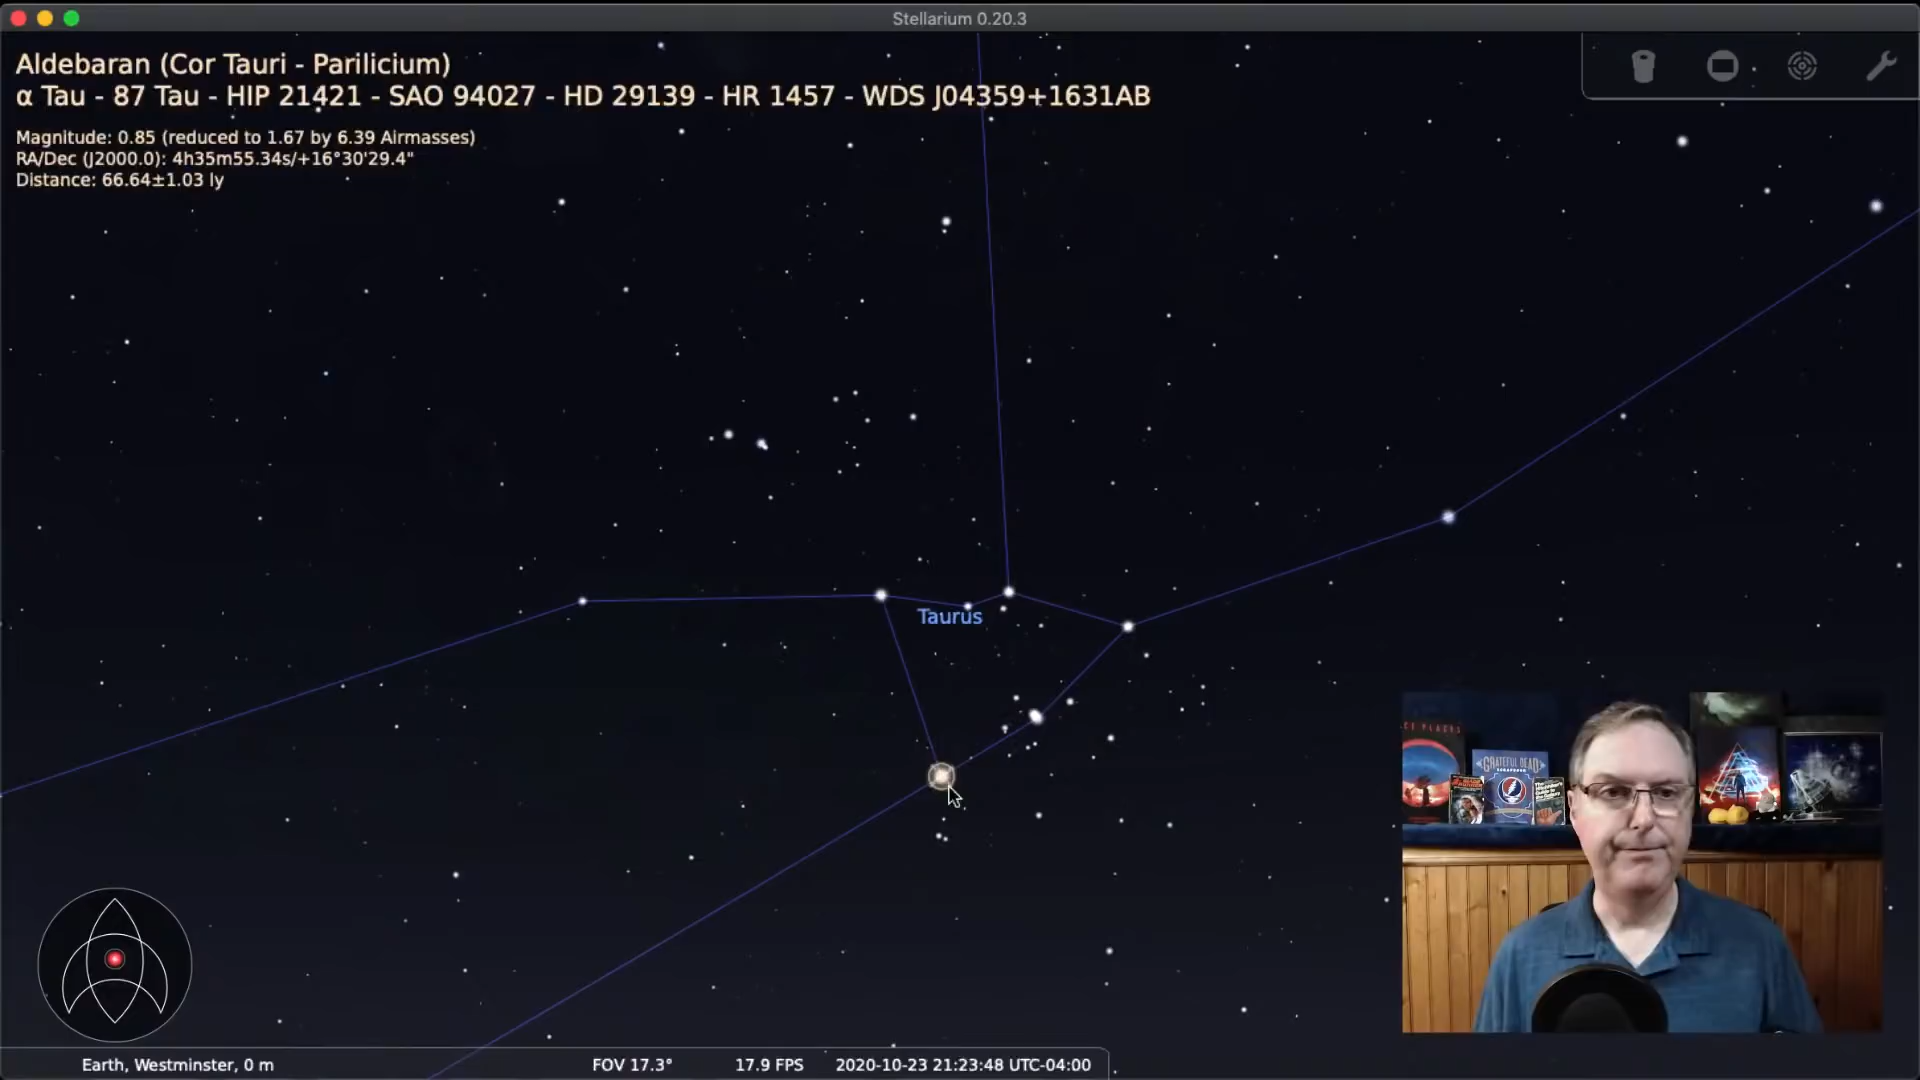 Stellarium 0.20.3
Aldebaran (Cor Tauri - Parilicium)
α Tau - 87 Tau - HIP 21421 - SAO 94027 - HD 29139 - HR 1457 - WDS J04359+1631AB
Magnitude: 0.85 (reduced to 1.67 by 6.39 Airmasses)
RA/Dec (J2000.0): 4h35m55.34s/+16°30'29.4"
Distance: 66.64±1.03 ly
Taurus
GRATEFUL DEAD
Earth, Westminster, 0 m
FOV 17.3°
17.9 FPS
2020-10-23 21:23:48 UTC-04:00